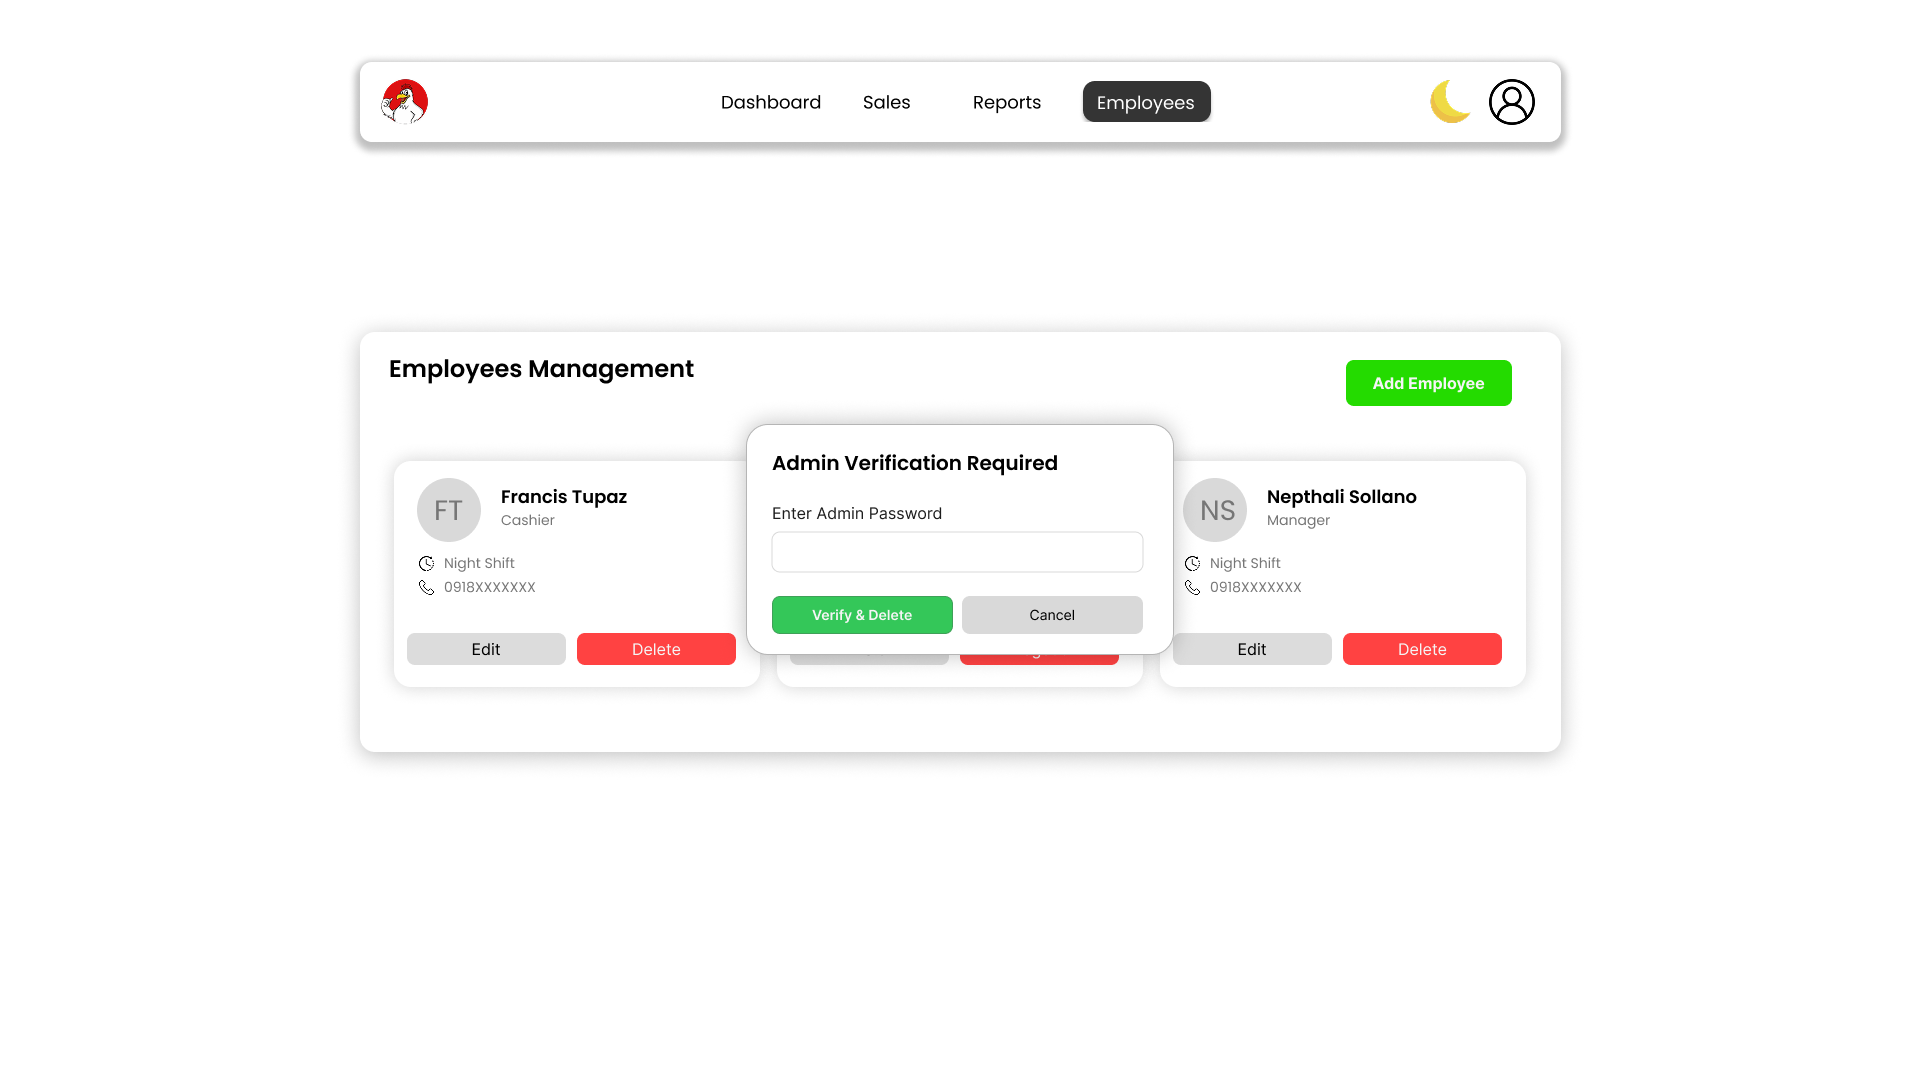 Dashboard
Sales
Reports
Employees
Employees Management
Add Employee
FT
Francis Tupaz
Cashier
Night Shift
0918XXXXXXX
Edit
Delete
Admin Verification Required
Enter Admin Password
Verify & Delete
Cancel
NS
Nepthali Sollano
Manager
Night Shift
0918XXXXXXX
Edit
Delete